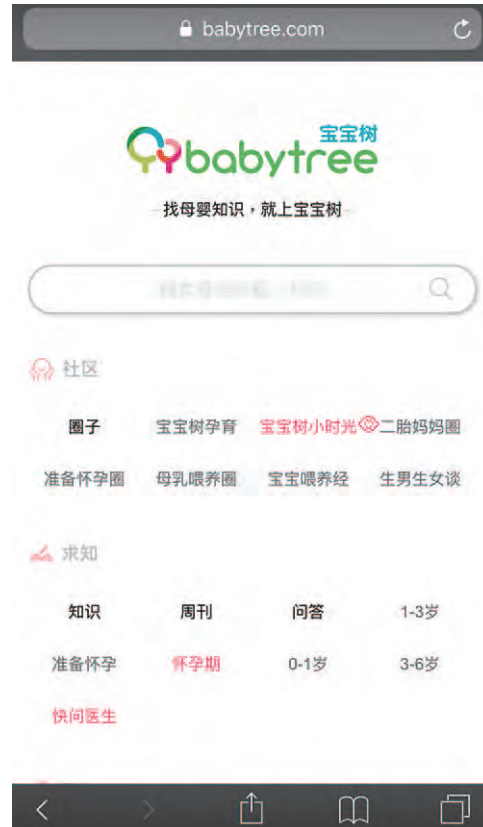 babytree.com
宝宝树
babytree
找母婴知识，就上宝宝树
社区
圈子 宝宝树孕育 宝宝树小时光 二胎妈妈圈
准备怀孕圈 母乳喂养圈 宝宝喂养经 生男生女谈
求知
知识 周刊 问答 1-3岁
准备怀孕 怀孕期 0-1岁 3-6岁
快问医生